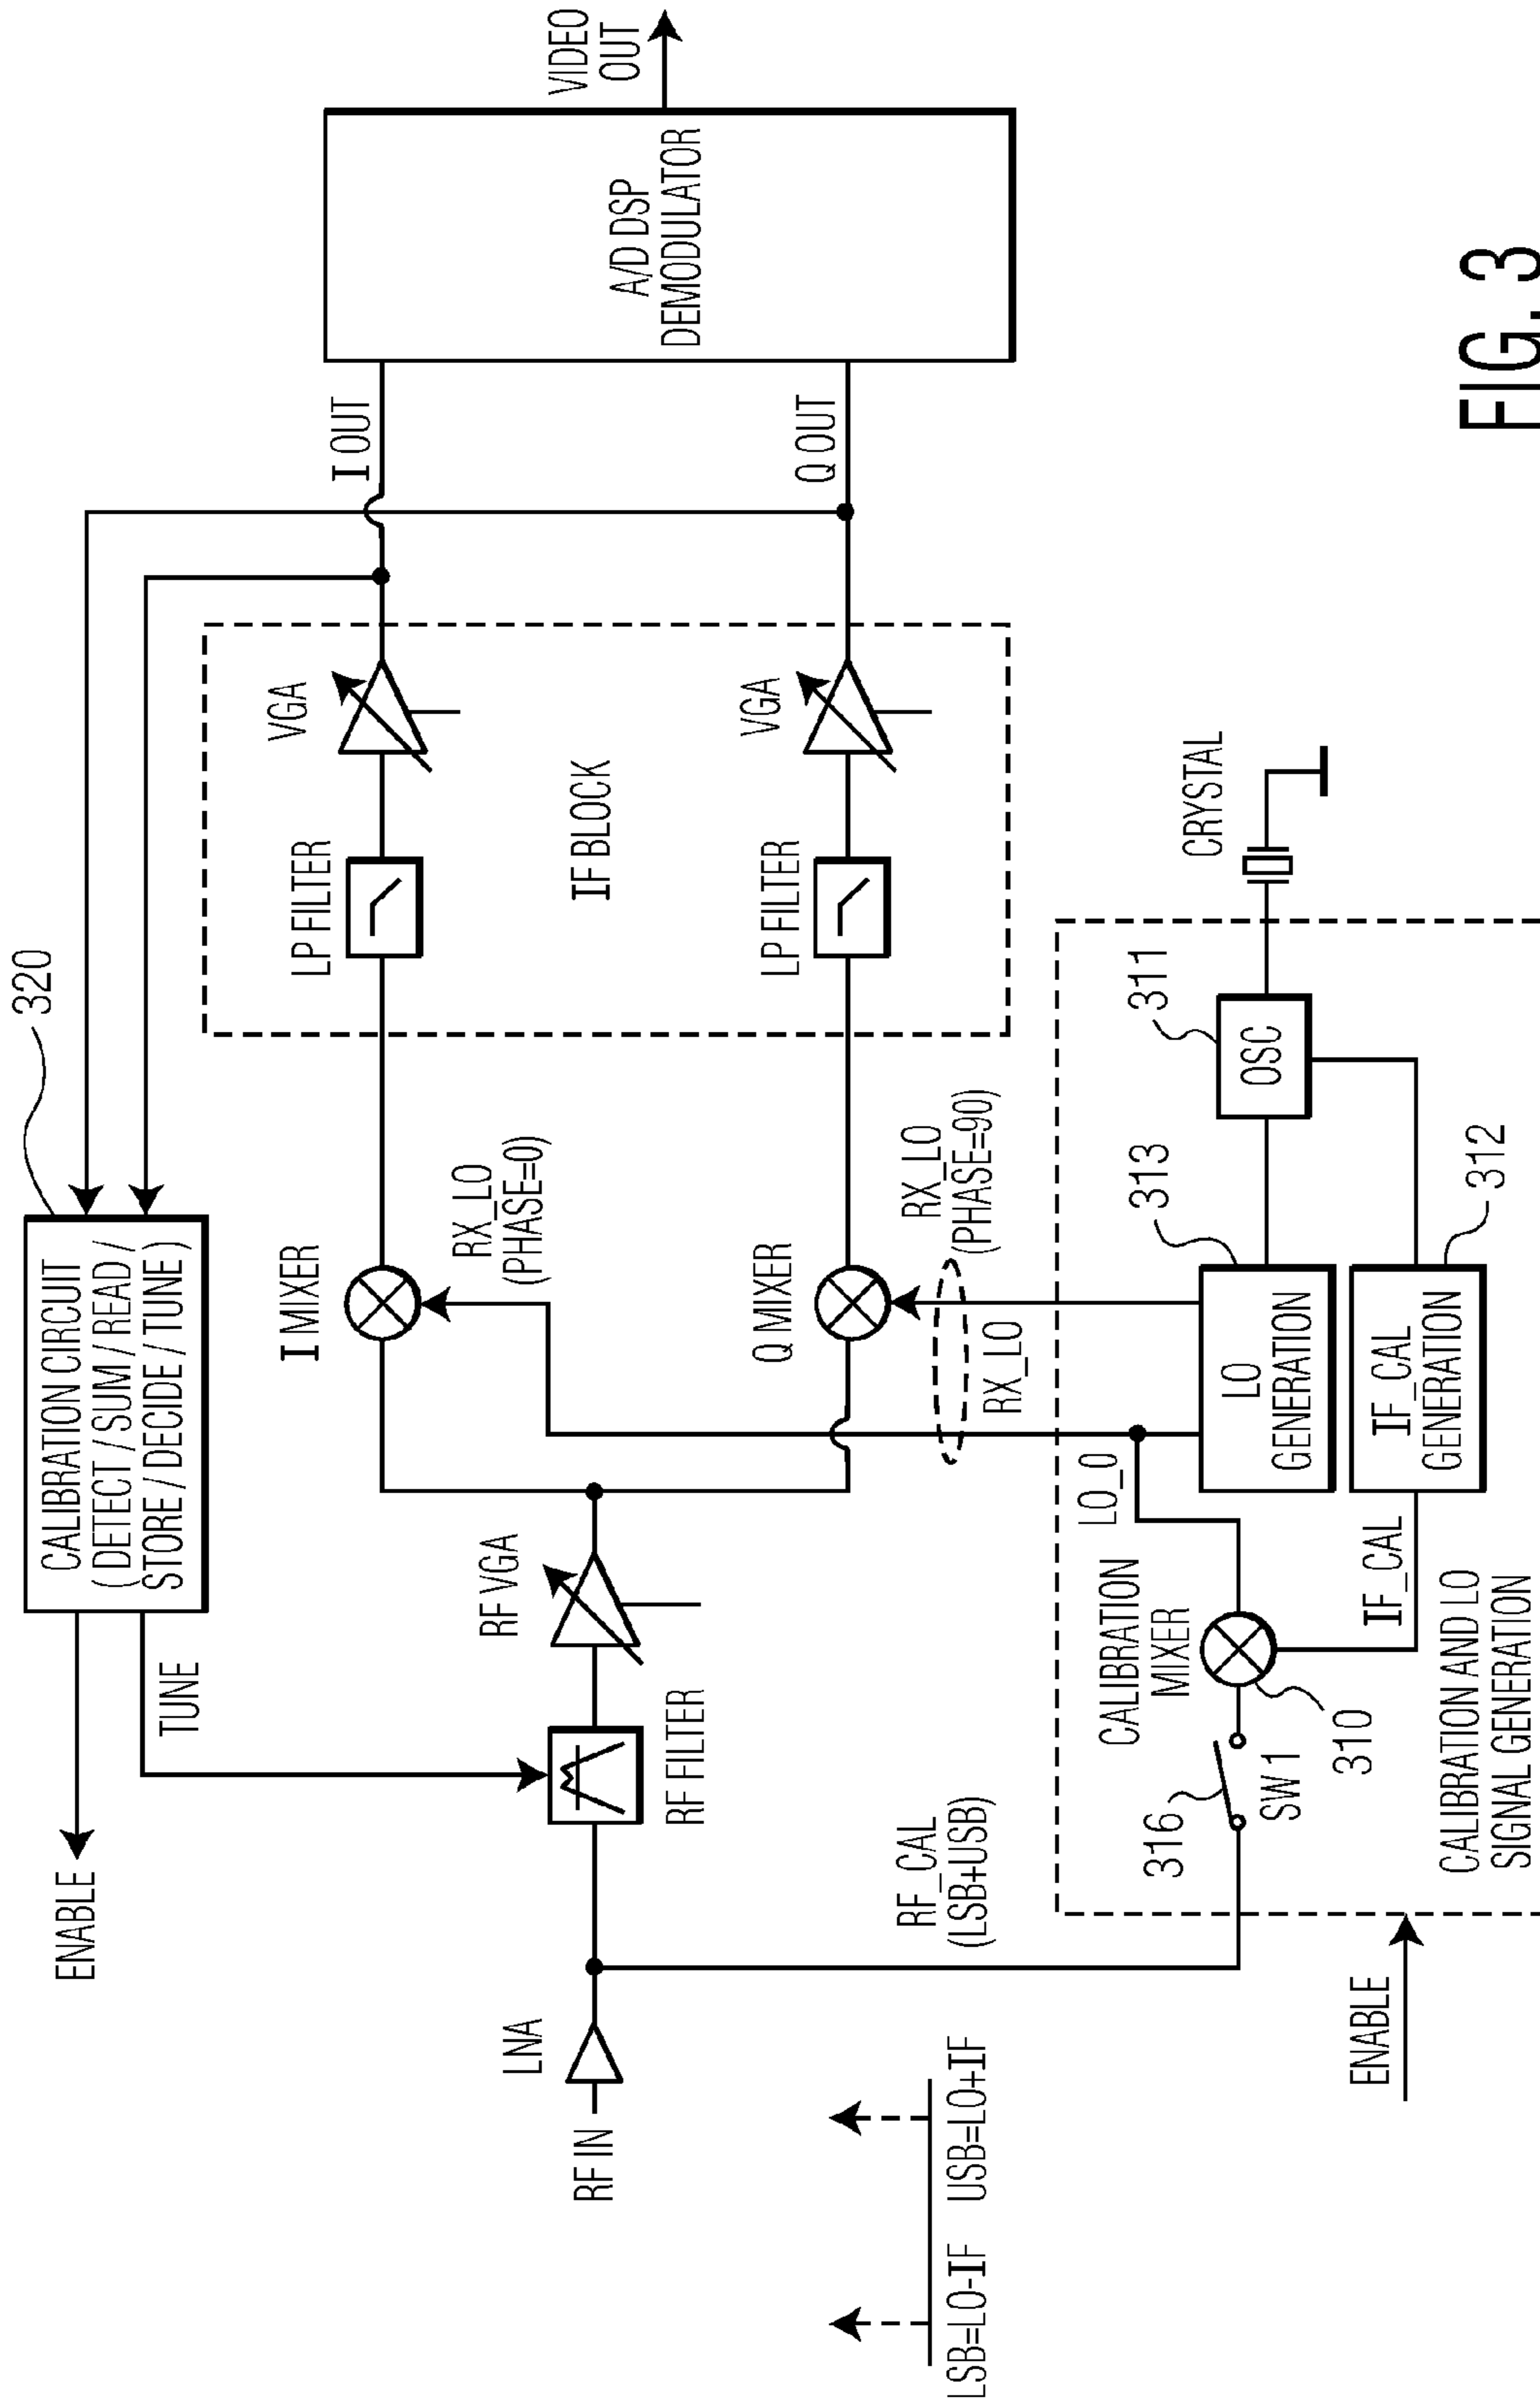 320
CALIBRATION CIRCUIT
(DETECT / SUM / READ /
STORE / DECIDE / TUNE )
ENABLE
TUNE
I OUT
Q OUT
VIDEO
OUT
A/D DSP
DEMODULATOR
VGA
LP FILTER
IF BLOCK
VGA
LP FILTER
I MIXER
RX_LO
(PHASE=0)
Q MIXER
RX_LO
(PHASE=90)
RX_LO
RF VGA
RF FILTER
LNA
RF IN
RF_CAL
(LSB+USB)
LSB=LO-IF
USB=LO+IF
CRYSTAL
311
OSC
313
LO
GENERATION
312
IF_CAL
GENERATION
LO_0
IF_CAL
CALIBRATION
MIXER
310
316
SW1
CALIBRATION AND LO
SIGNAL GENERATION
ENABLE
FIG. 3